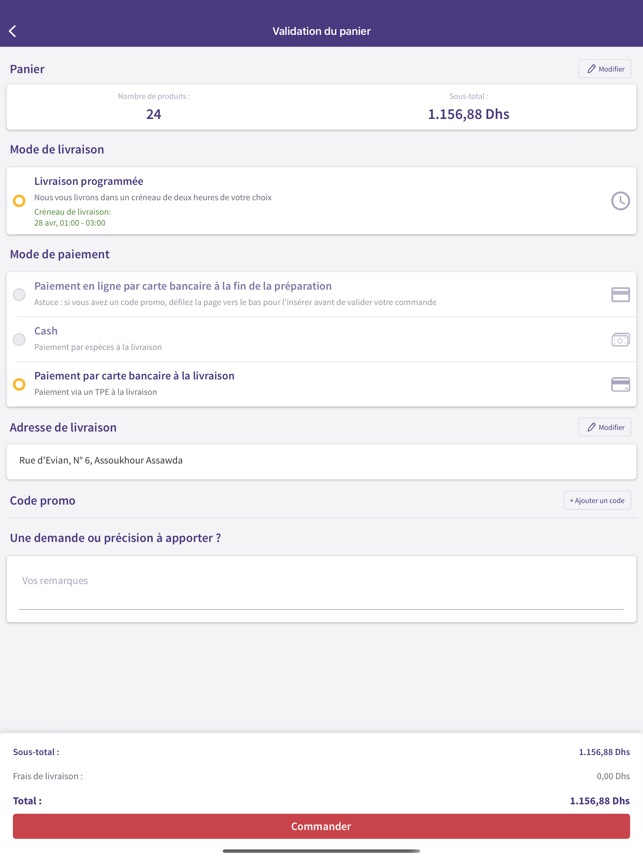 Validation du panier
Panier
Modifier
Nombre de produits :
24
Sous-total :
1.156,88 Dhs
Mode de livraison
Livraison programmée
Nous vous livrons dans un créneau de deux heures de votre choix
Créneau de livraison:
28 avr, 01:00 - 03:00
Mode de paiement
Paiement en ligne par carte bancaire à la fin de la préparation
Astuce : si vous avez un code promo, défilez la page vers le bas pour l'insérer avant de valider votre commande
Cash
Paiement par espèces à la livraison
Paiement par carte bancaire à la livraison
Paiement via un TPE à la livraison
Adresse de livraison
Modifier
Rue d'Evian, N° 6, Assoukhour Assawda
Code promo
+ Ajouter un code
Une demande ou précision à apporter ?
Vos remarques
Sous-total :
1.156,88 Dhs
Frais de livraison :
0,00 Dhs
Total :
1.156,88 Dhs
Commander